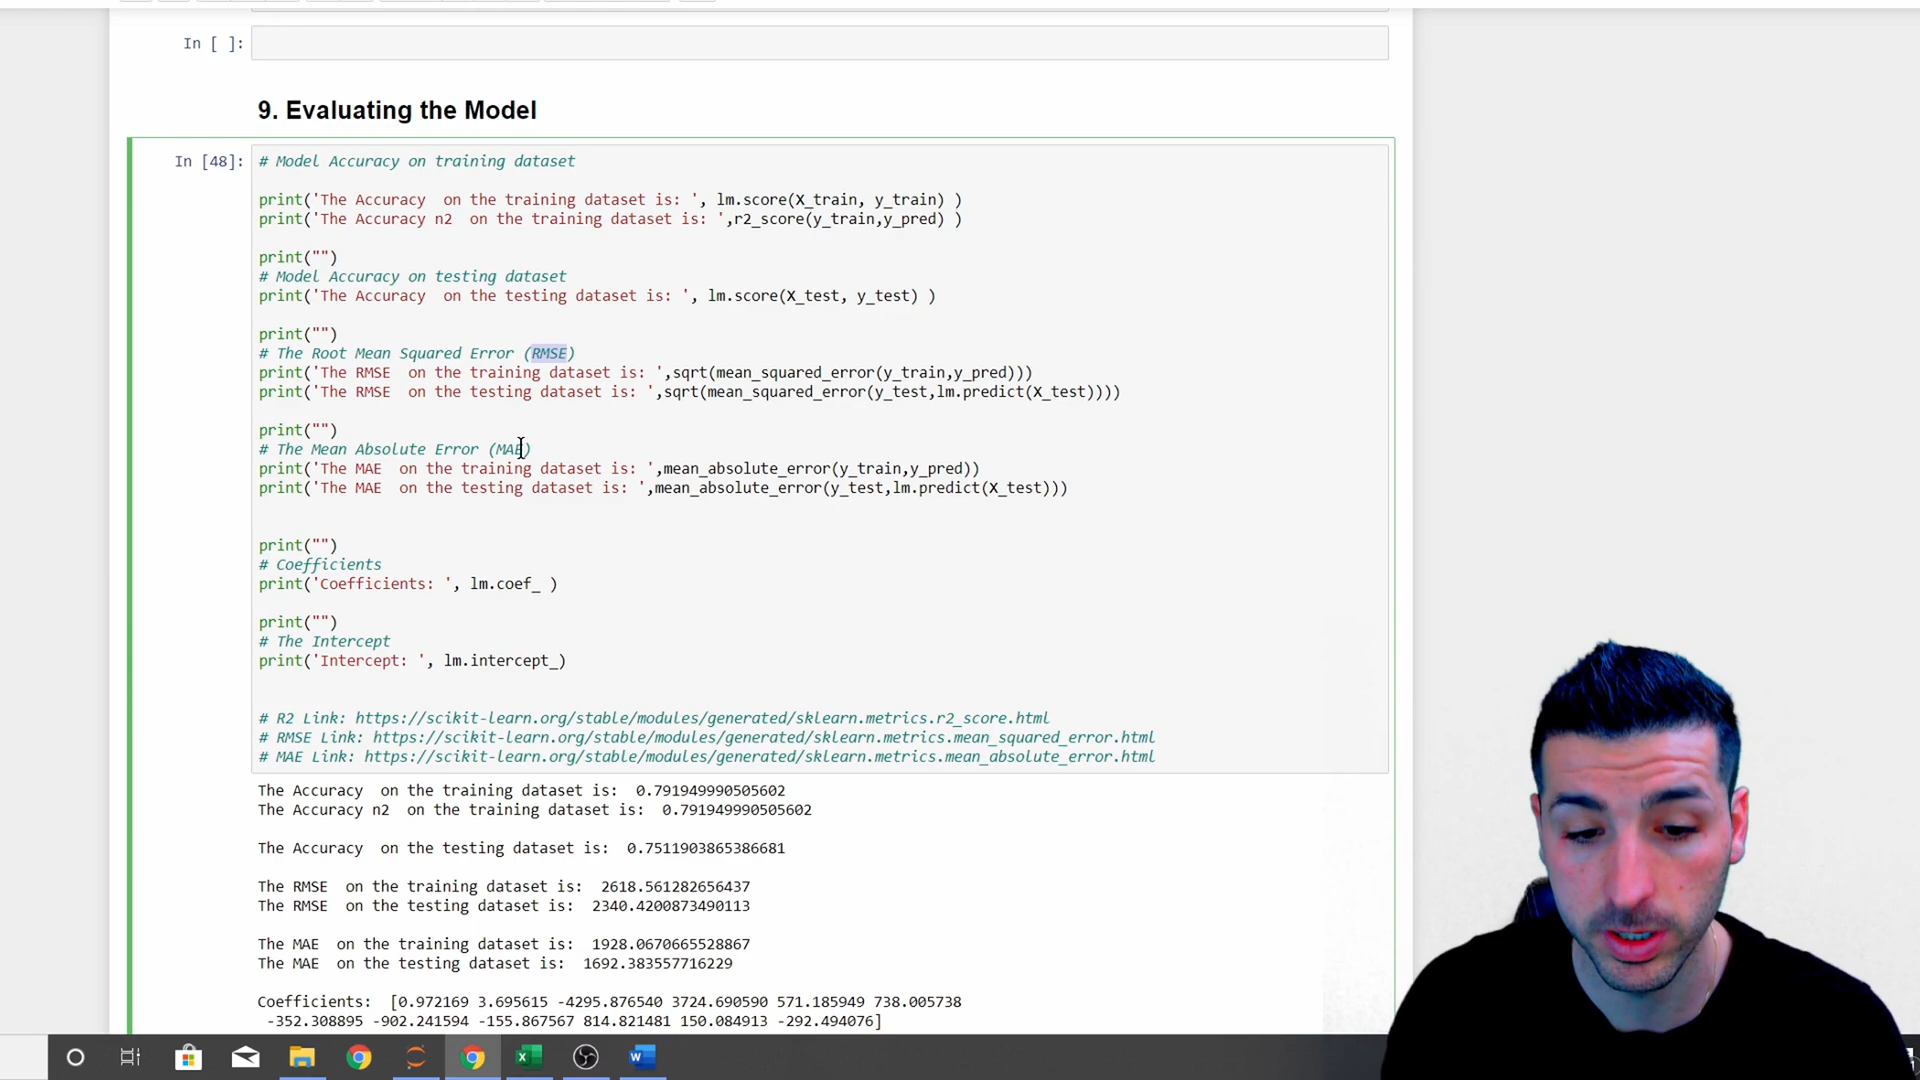 In [ ]:
9. Evaluating the Model
In [48]:
# Model Accuracy on training dataset
print('The Accuracy  on the training dataset is: ', lm.score(X_train, y_train) )
print('The Accuracy n2  on the training dataset is: ',r2_score(y_train,y_pred) )
print("")
# Model Accuracy on testing dataset
print('The Accuracy  on the testing dataset is: ', lm.score(X_test, y_test) )
print("")
# The Root Mean Squared Error (RMSE)
print('The RMSE  on the training dataset is: ',sqrt(mean_squared_error(y_train,y_pred)))
print('The RMSE  on the testing dataset is: ',sqrt(mean_squared_error(y_test,lm.predict(X_test))))
print("")
# The Mean Absolute Error (MAE)
print('The MAE  on the training dataset is: ',mean_absolute_error(y_train,y_pred))
print('The MAE  on the testing dataset is: ',mean_absolute_error(y_test,lm.predict(X_test)))
print("")
# Coefficients
print('Coefficients: ', lm.coef_ )
print("")
# The Intercept
print('Intercept: ', lm.intercept_)
# R2 Link: https://scikit-learn.org/stable/modules/generated/sklearn.metrics.r2_score.html
# RMSE Link: https://scikit-learn.org/stable/modules/generated/sklearn.metrics.mean_squared_error.html
# MAE Link: https://scikit-learn.org/stable/modules/generated/sklearn.metrics.mean_absolute_error.html
The Accuracy  on the training dataset is:  0.791949990505602
The Accuracy n2  on the training dataset is:  0.791949990505602
The Accuracy  on the testing dataset is:  0.7511903865386681
The RMSE  on the training dataset is:  2618.561282656437
The RMSE  on the testing dataset is:  2340.4200873490113
The MAE  on the training dataset is:  1928.0670665528867
The MAE  on the testing dataset is:  1692.383557716229
Coefficients:  [0.972169 3.695615 -4295.876540 3724.690590 571.185949 738.005738
-352.308895 -902.241594 -155.867567 814.821481 150.084913 -292.494076]